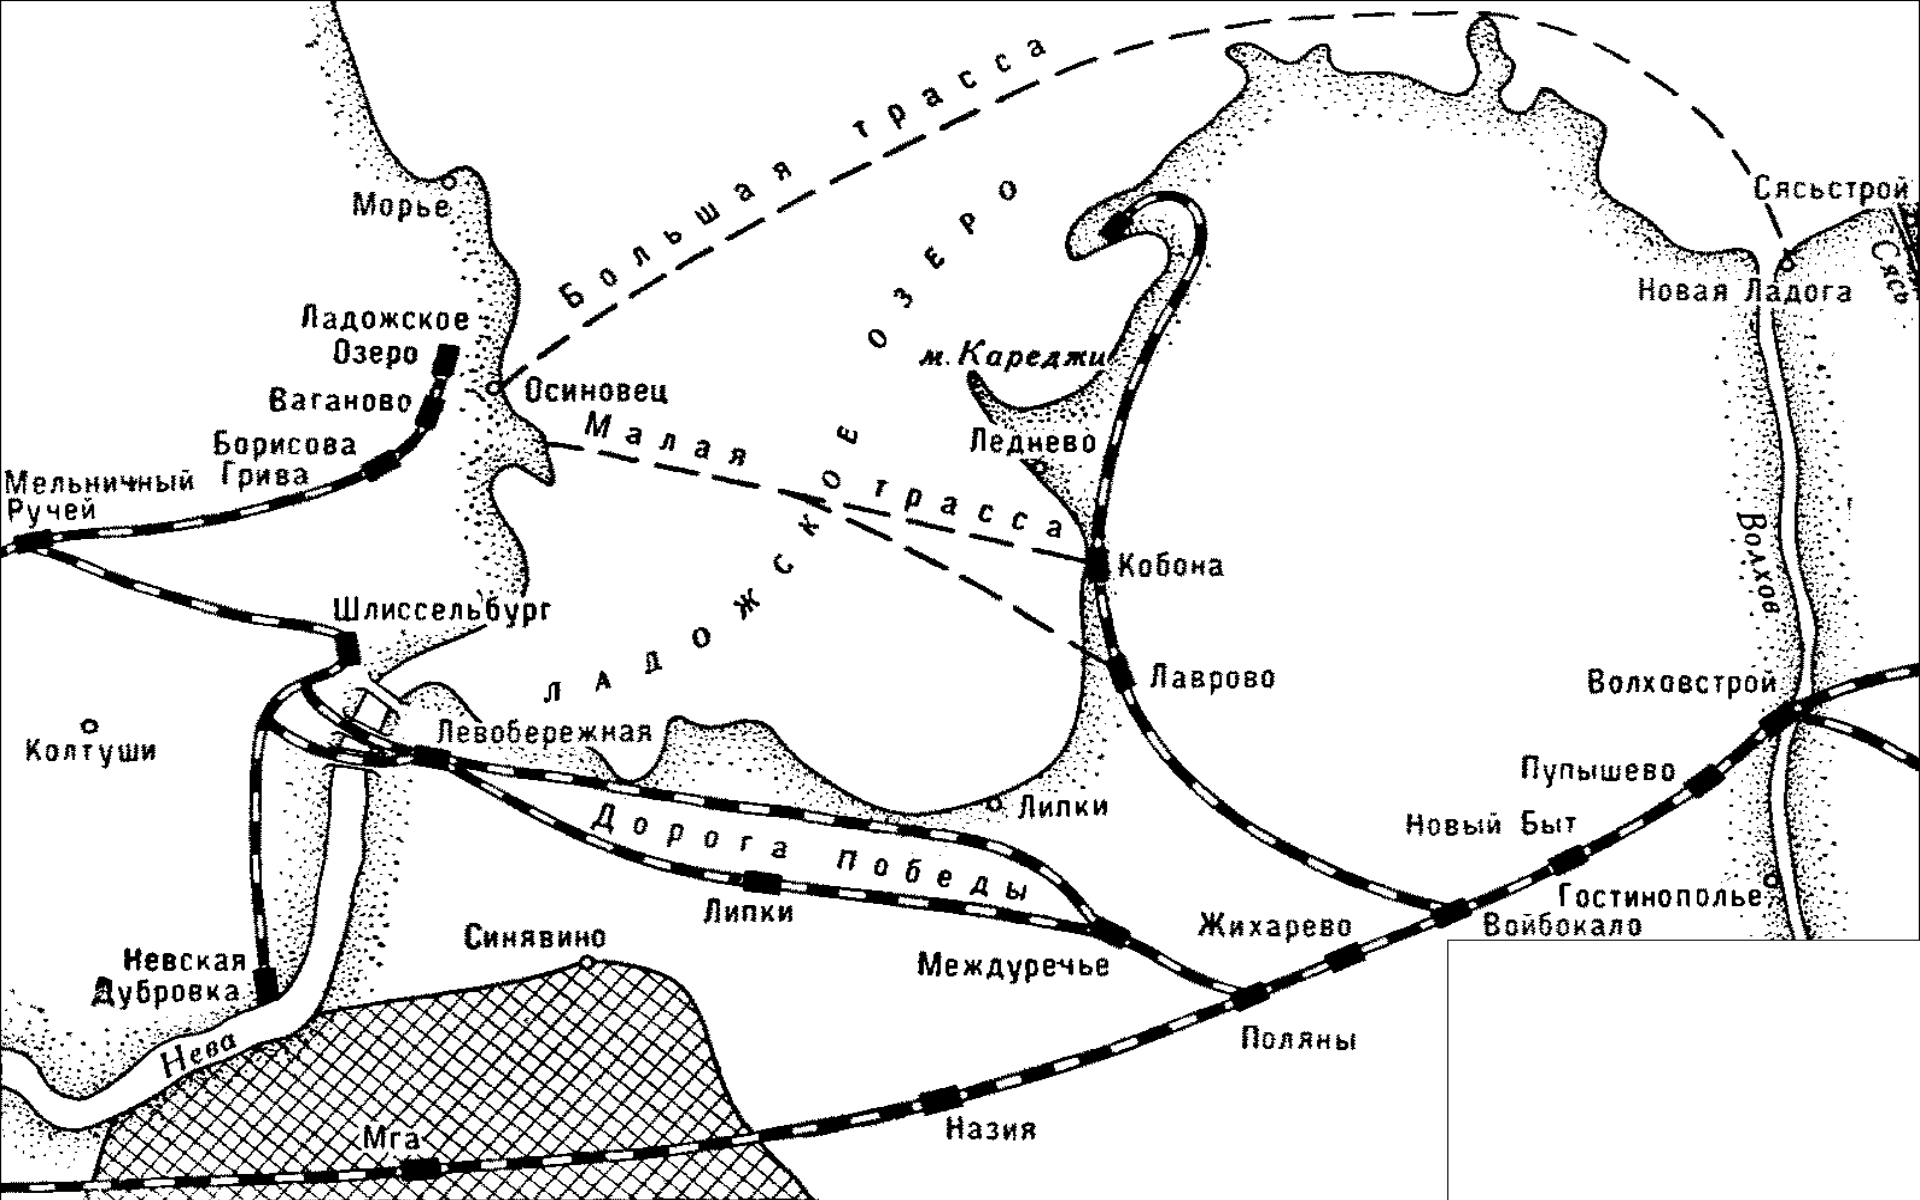 Большая трасса
Сясьстрой
Сясь
Морье
Новая Ладога
Ладожское
Озеро
м. Кареджи
Осиновец
Ваганово
Малая трасса
Борисова
Грива
Леднево
Мельничный
Ручей
ЛАДОЖСКОЕ ОЗЕРО
Волхов
Кобона
Шлиссельбург
Лаврово
Волховстрой
Колтуши
Левобережная
Пупышево
Липки
Новый Быт
Дорога Победы
Гостинополье
Липки
Жихарево
Войбокало
Синявино
Междуречье
Невская
Дубровка
Нева
Поляны
Назия
Мга